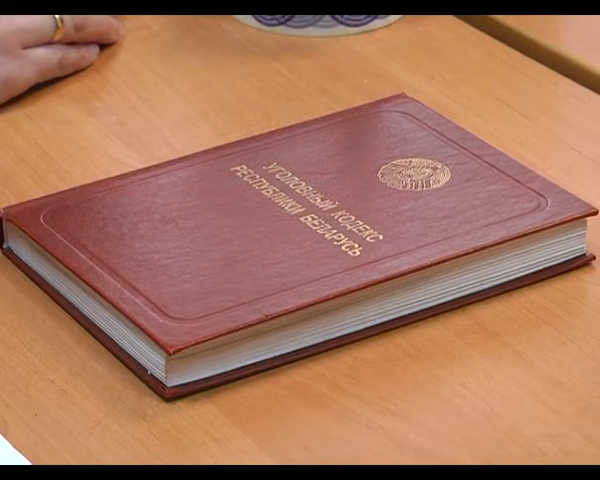 УГОЛОВНЫЙ КОДЕКС
РЕСПУБЛИКИ БЕЛАРУСЬ